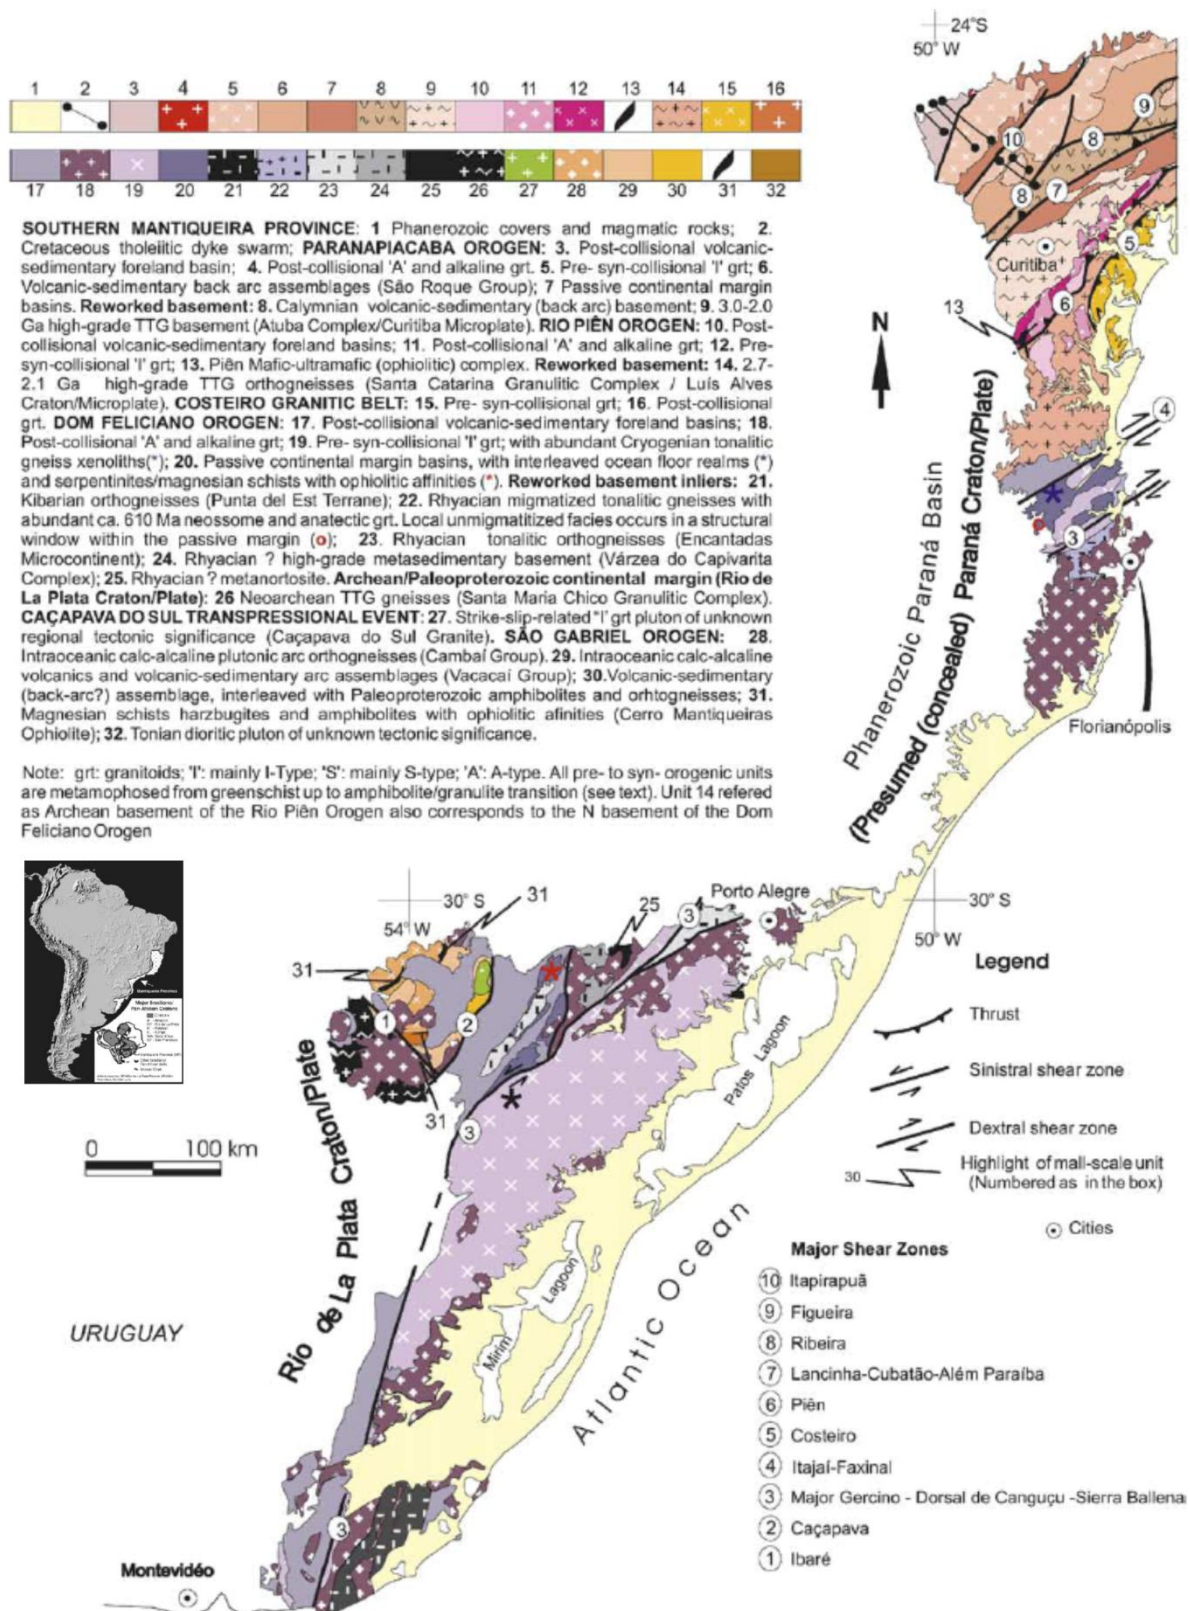 24°S
50° W
1 2 3 4 5 6 7 8 9 10 11 12 13 14 15 16
17 18 19 20 21 22 23 24 25 26 27 28 29 30 31 32
SOUTHERN MANTIQUEIRA PROVINCE: 1 Phanerozoic covers and magmatic rocks; 2.
Cretaceous tholeiitic dyke swarm; PARANAPIACABA OROGEN: 3. Post-collisional volcanic-
sedimentary foreland basin; 4. Post-collisional 'A' and alkaline grt. 5. Pre- syn-collisional 'I' grt; 6.
Volcanic-sedimentary back arc assemblages (São Roque Group); 7 Passive continental margin
basins. Reworked basement: 8. Calymnian volcanic-sedimentary (back arc) basement; 9. 3.0-2.0
Ga high-grade TTG basement (Atuba Complex/Curitiba Microplate). RIO PIÊN OROGEN: 10. Post-
collisional volcanic-sedimentary foreland basins; 11. Post-collisional 'A' and alkaline grt; 12. Pre-
syn-collisional 'I' grt; 13. Piên Mafic-ultramafic (ophiolitic) complex. Reworked basement: 14. 2.7-
2.1 Ga high-grade TTG orthogneisses (Santa Catarina Granulitic Complex / Luís Alves
Craton/Microplate). COSTEIRO GRANITIC BELT: 15. Pre- syn-collisional grt; 16. Post-collisional
grt. DOM FELICIANO OROGEN: 17. Post-collisional volcanic-sedimentary foreland basins; 18.
Post-collisional 'A' and alkaline grt; 19. Pre- syn-collisional 'I' grt; with abundant Cryogenian tonalitic
gneiss xenoliths(*); 20. Passive continental margin basins, with interleaved ocean floor realms (*)
and serpentinites/magnesian schists with ophiolitic affinities (*). Reworked basement inliers: 21.
Kibarian orthogneisses (Punta del Est Terrane); 22. Rhyacian migmatized tonalitic gneisses with
abundant ca. 610 Ma neossome and anatectic grt. Local unmigmatitized facies occurs in a structural
window within the passive margin (o); 23. Rhyacian tonalitic orthogneisses (Encantadas
Microcontinent); 24. Rhyacian ? high-grade metasedimentary basement (Várzea do Capivarita
Complex); 25. Rhyacian ? metanortosite. Archean/Paleoproterozoic continental margin (Rio de
La Plata Craton/Plate): 26 Neoarchean TTG gneisses (Santa Maria Chico Granulitic Complex).
CAÇAPAVA DO SUL TRANSPRESSIONAL EVENT: 27. Strike-slip-related "I" grt pluton of unknown
regional tectonic significance (Caçapava do Sul Granite). SÃO GABRIEL OROGEN: 28.
Intraoceanic calc-alcaline plutonic arc orthogneisses (Cambaí Group). 29. Intraoceanic calc-alcaline
volcanics and volcanic-sedimentary arc assemblages (Vacacaí Group); 30.Volcanic-sedimentary
(back-arc?) assemblage, interleaved with Paleoproterozoic amphibolites and orhtogneisses; 31.
Magnesian schists harzbugites and amphibolites with ophiolitic afinities (Cerro Mantiqueiras
Ophiolite); 32. Tonian dioritic pluton of unknown tectonic significance.
Note: grt: granitoids; 'I': mainly I-Type; 'S': mainly S-type; 'A': A-type. All pre- to syn- orogenic units
are metamophosed from greenschist up to amphibolite/granulite transition (see text). Unit 14 refered
as Archean basement of the Rio Piên Orogen also corresponds to the N basement of the Dom
Feliciano Orogen
9
10
8
8
7
5
Curitiba
6
13
N
4
3
Phanerozoic Paraná Basin
(Presumed (concealed) Paraná Craton/Plate)
Florianópolis
30° S
54° W
31
25
3
Porto Alegre
30° S
50° W
31
1
2
31
3
Patos Lagoon
Rio de La Plata Craton/Plate
0 100 km
Mirim Lagoon
Atlantic Ocean
URUGUAY
3
Montevidéo
Legend
Thrust
Sinistral shear zone
Dextral shear zone
30
Highlight of mall-scale unit
(Numbered as in the box)
Cities
Major Shear Zones
10 Itapirapuã
9 Figueira
8 Ribeira
7 Lancinha-Cubatão-Além Paraíba
6 Piên
5 Costeiro
4 Itajaí-Faxinal
3 Major Gercino - Dorsal de Canguçu -Sierra Ballena
2 Caçapava
1 Ibaré